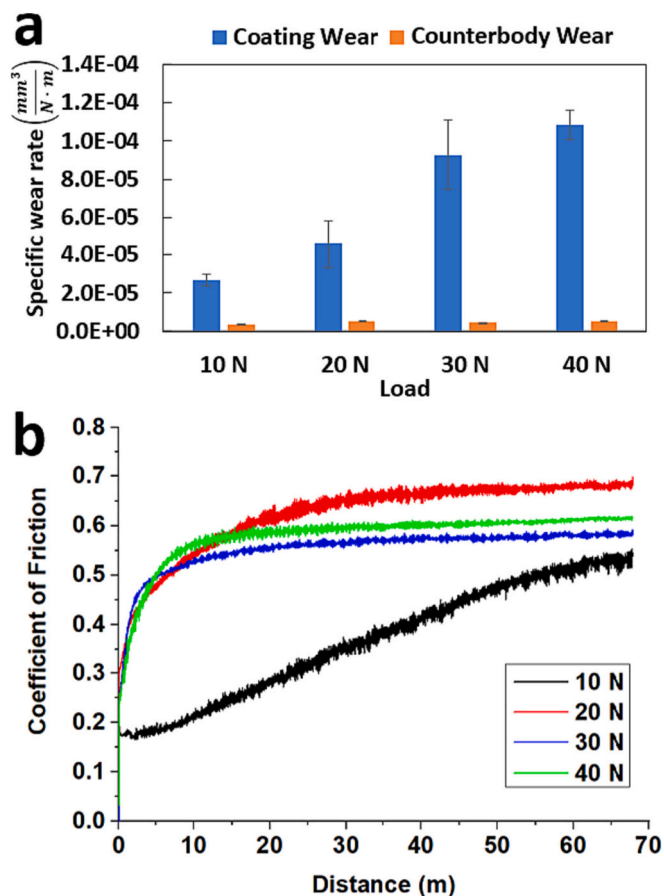 a
Coating Wear Counterbody Wear
Specific wear rate (mm³/N · m)
1.4E-04
1.2E-04
1.0E-04
8.0E-05
6.0E-05
4.0E-05
2.0E-05
0.0E+00
10 N 20 N 30 N 40 N
Load
b
Coefficient of Friction
0.8
0.7
0.6
0.5
0.4
0.3
0.2
0.1
0.0
10 N
20 N
30 N
40 N
0 10 20 30 40 50 60 70
Distance (m)